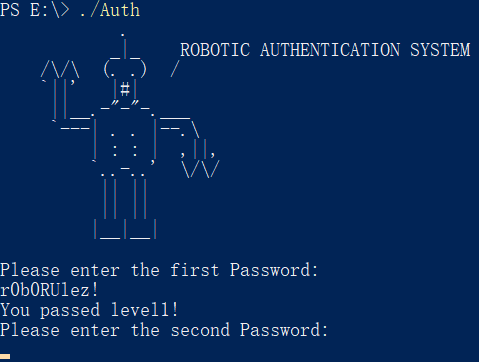 PS E:\> ./Auth
ROBOTIC AUTHENTICATION SYSTEM
Please enter the first Password:
r0b0RUlez!
You passed level1!
Please enter the second Password: